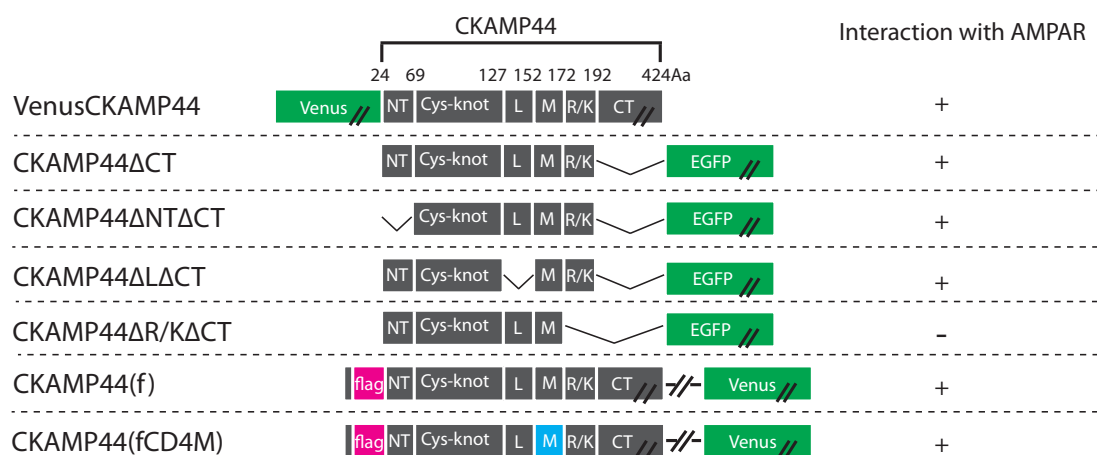 CKAMP44
Interaction with AMPAR
24 69 127 152 172 192 424Aa
VenusCKAMP44 Venus NT Cys-knot L M R/K CT +
CKAMP44ΔCT NT Cys-knot L M R/K EGFP +
CKAMP44ΔNTΔCT Cys-knot L M R/K EGFP +
CKAMP44ΔLΔCT NT Cys-knot M R/K EGFP +
CKAMP44ΔR/KΔCT NT Cys-knot L M EGFP -
CKAMP44(f) flag NT Cys-knot L M R/K CT Venus +
CKAMP44(fCD4M) flag NT Cys-knot L M R/K CT Venus +